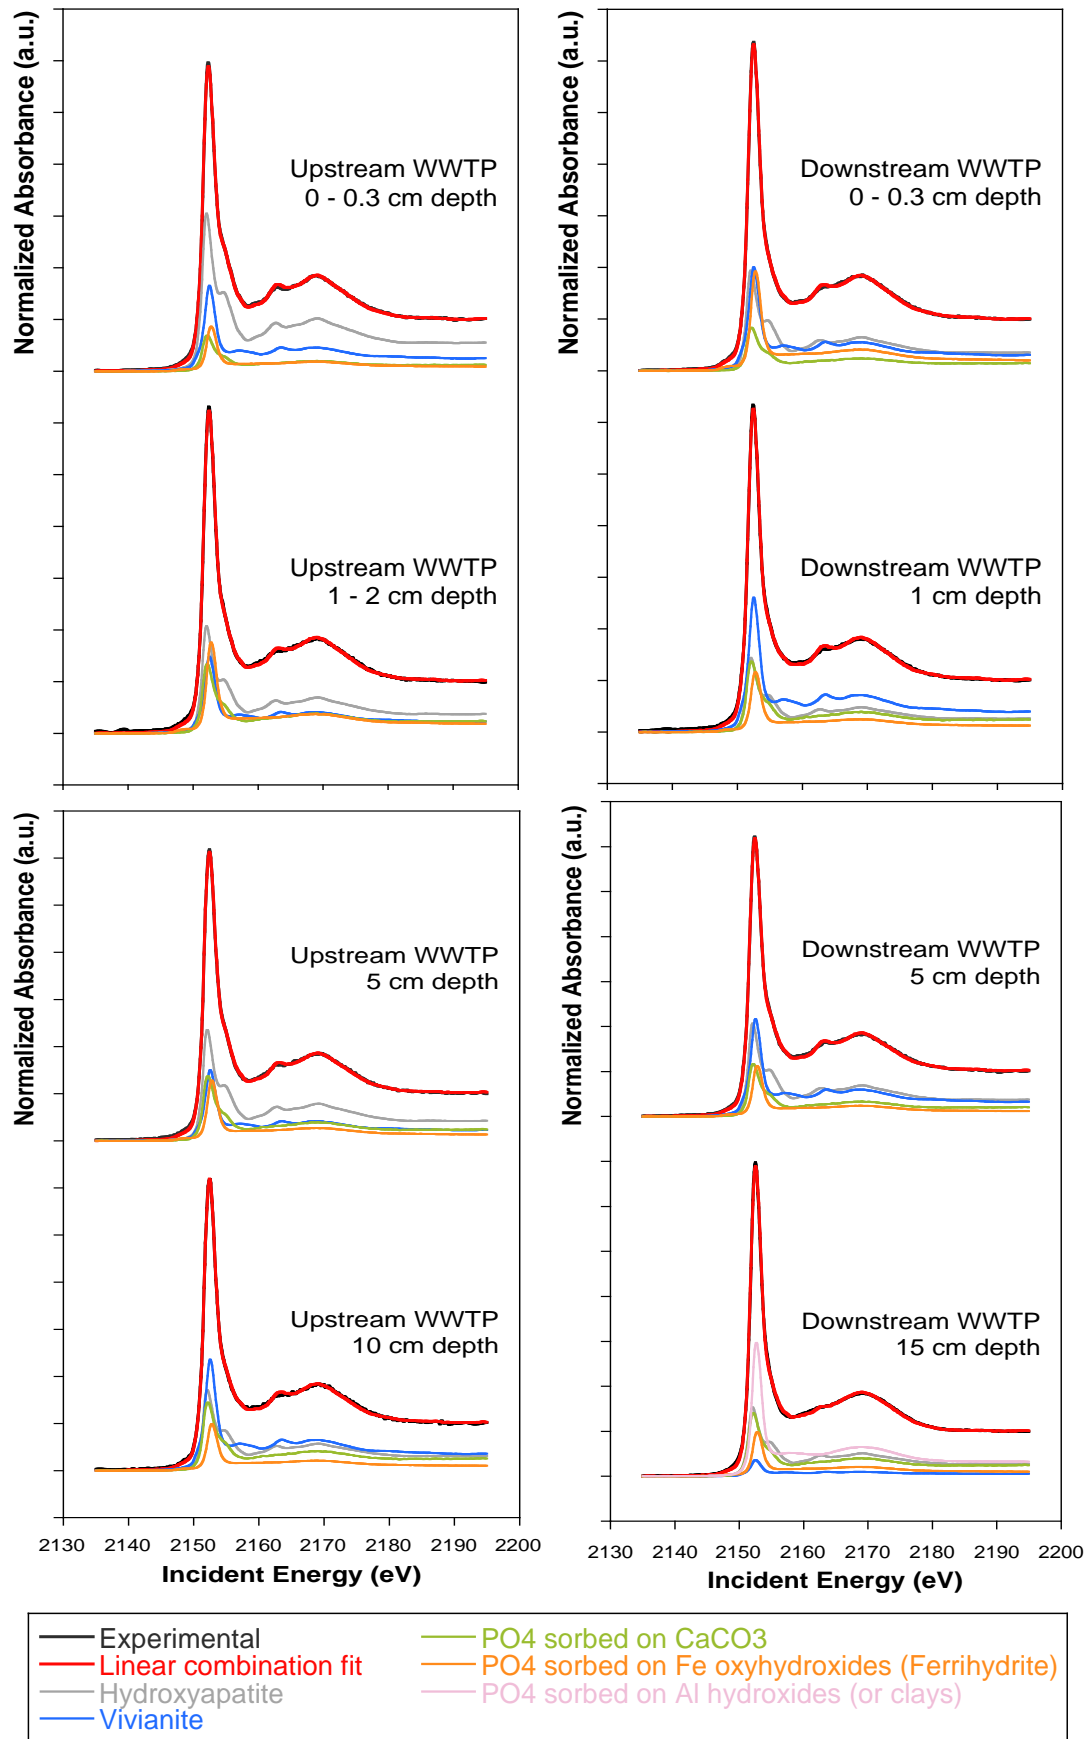 Normalized Absorbance (a.u.)
Upstream WWTP
0 - 0.3 cm depth
Upstream WWTP
1 - 2 cm depth
Normalized Absorbance (a.u.)
Downstream WWTP
0 - 0.3 cm depth
Downstream WWTP
1 cm depth
Normalized Absorbance (a.u.)
Upstream WWTP
5 cm depth
Upstream WWTP
10 cm depth
2130 2140 2150 2160 2170 2180 2190 2200
Incident Energy (eV)
Normalized Absorbance (a.u.)
Downstream WWTP
5 cm depth
Downstream WWTP
15 cm depth
2130 2140 2150 2160 2170 2180 2190 2200
Incident Energy (eV)
Experimental
Linear combination fit
Hydroxyapatite
Vivianite
PO4 sorbed on CaCO3
PO4 sorbed on Fe oxyhydroxides (Ferrihydrite)
PO4 sorbed on Al hydroxides (or clays)